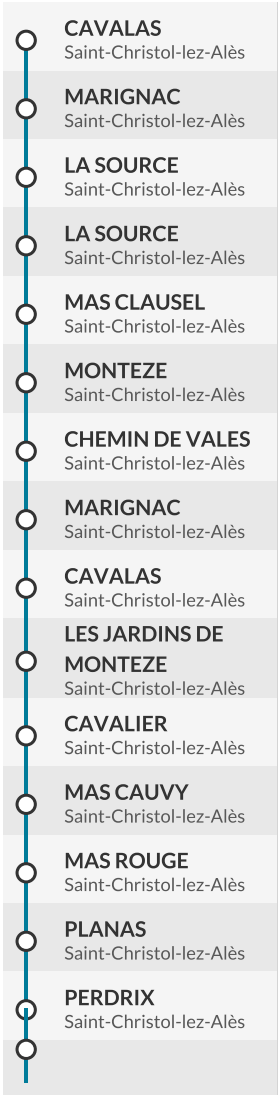 CAVALAS
Saint-Christol-lez-Alès
MARIGNAC
Saint-Christol-lez-Alès
LA SOURCE
Saint-Christol-lez-Alès
LA SOURCE
Saint-Christol-lez-Alès
MAS CLAUSEL
Saint-Christol-lez-Alès
MONTEZE
Saint-Christol-lez-Alès
CHEMIN DE VALES
Saint-Christol-lez-Alès
MARIGNAC
Saint-Christol-lez-Alès
CAVALAS
Saint-Christol-lez-Alès
LES JARDINS DE
MONTEZE
Saint-Christol-lez-Alès
CAVALIER
Saint-Christol-lez-Alès
MAS CAUVY
Saint-Christol-lez-Alès
MAS ROUGE
Saint-Christol-lez-Alès
PLANAS
Saint-Christol-lez-Alès
PERDRIX
Saint-Christol-lez-Alès